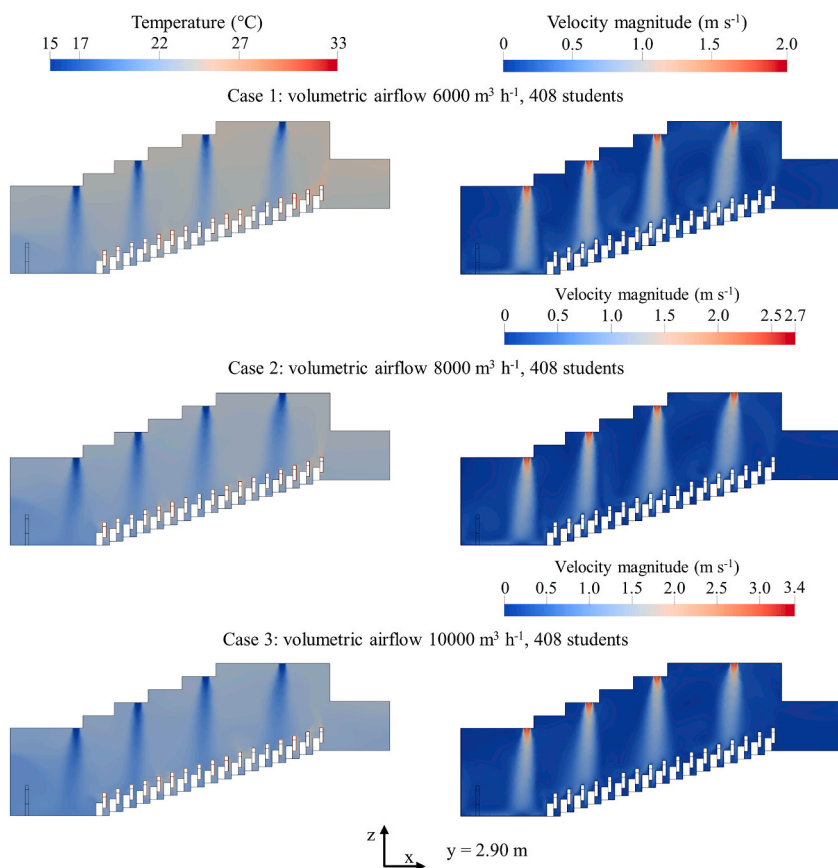 Temperature (°C)
15 17 22 27 33
Velocity magnitude (m s⁻¹)
0 0.5 1.0 1.5 2.0
Case 1: volumetric airflow 6000 m³ h⁻¹, 408 students
Velocity magnitude (m s⁻¹)
0 0.5 1.0 1.5 2.0 2.5 2.7
Case 2: volumetric airflow 8000 m³ h⁻¹, 408 students
Velocity magnitude (m s⁻¹)
0 0.5 1.0 1.5 2.0 2.5 3.0 3.4
Case 3: volumetric airflow 10000 m³ h⁻¹, 408 students
z
x
y = 2.90 m